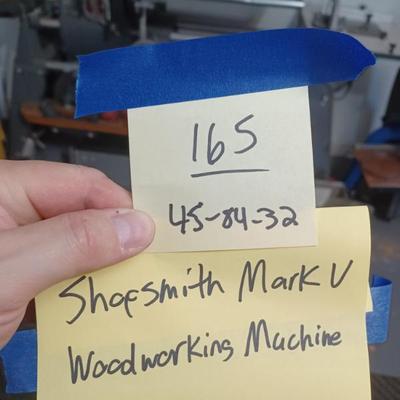 165
45-84-32
Shopsmith Mark V
Woodworking Machine